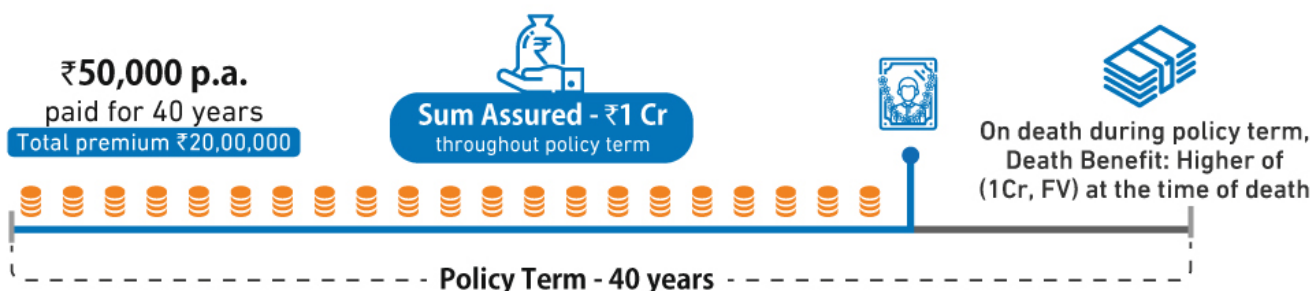 ₹50,000 p.a.
paid for 40 years
Total premium ₹20,00,000
Sum Assured - ₹1 Cr
throughout policy term
On death during policy term,
Death Benefit: Higher of
(1Cr, FV) at the time of death
Policy Term - 40 years